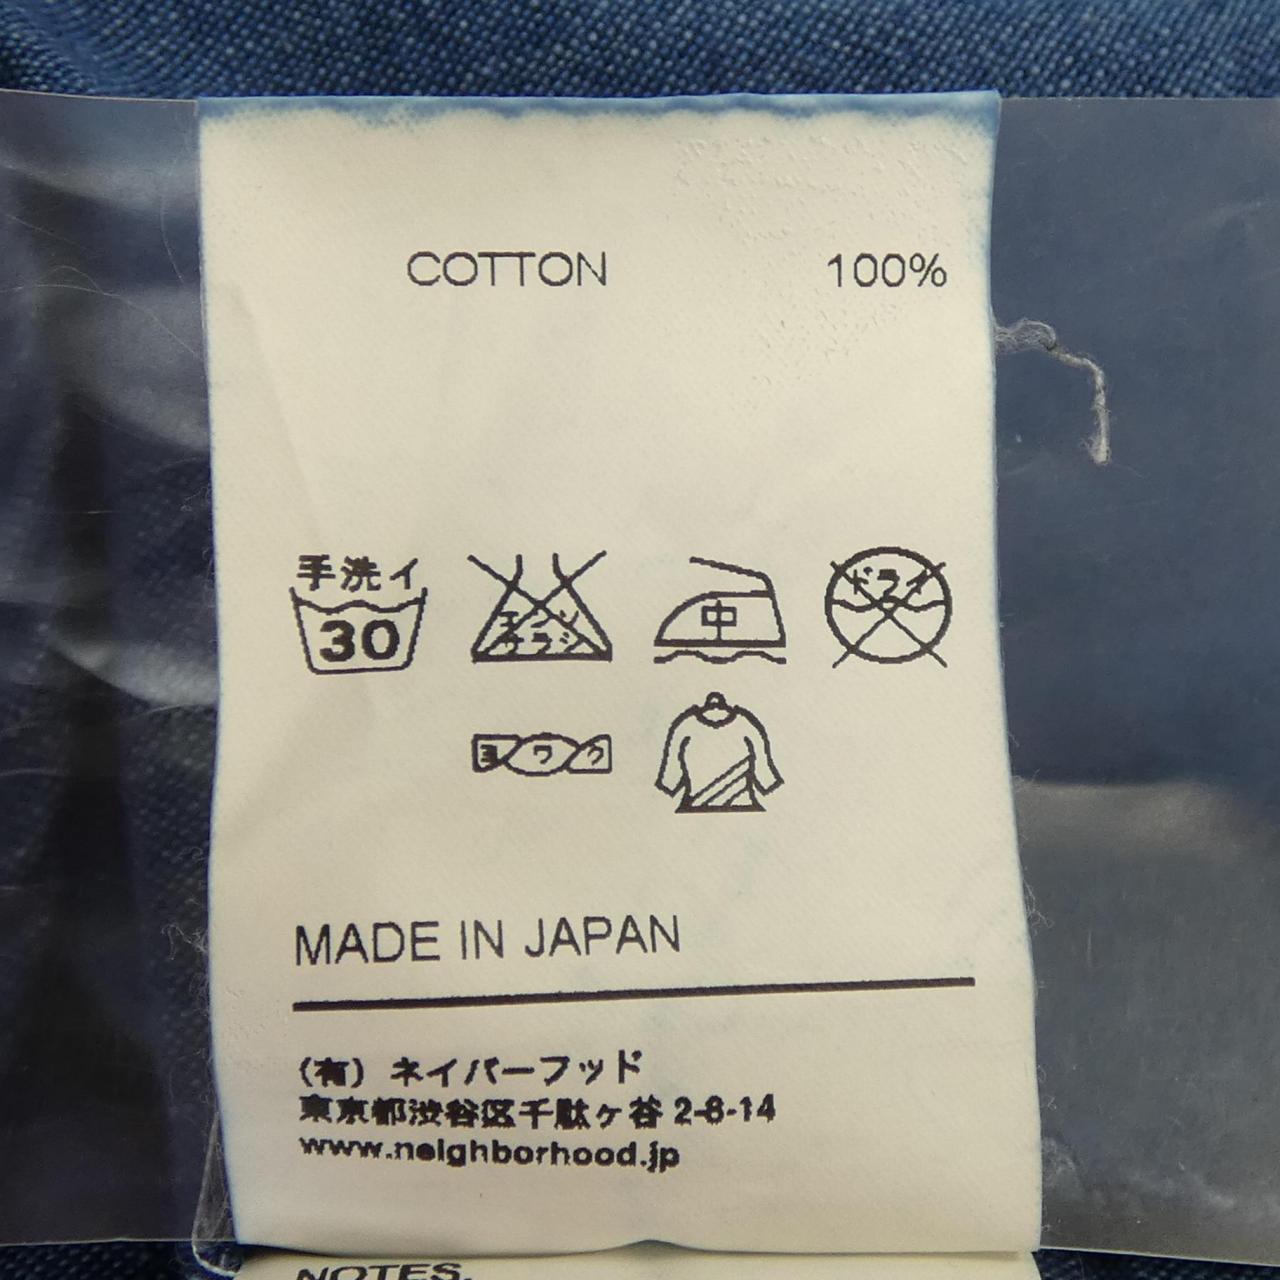 COTTON 100%
手洗イ
30
エンソ
サラシ
中
ドライ
ヨワク
MADE IN JAPAN
(有) ネイバーフッド
東京都渋谷区千駄ヶ谷 2-8-14
www.neighborhood.jp
NOTES.